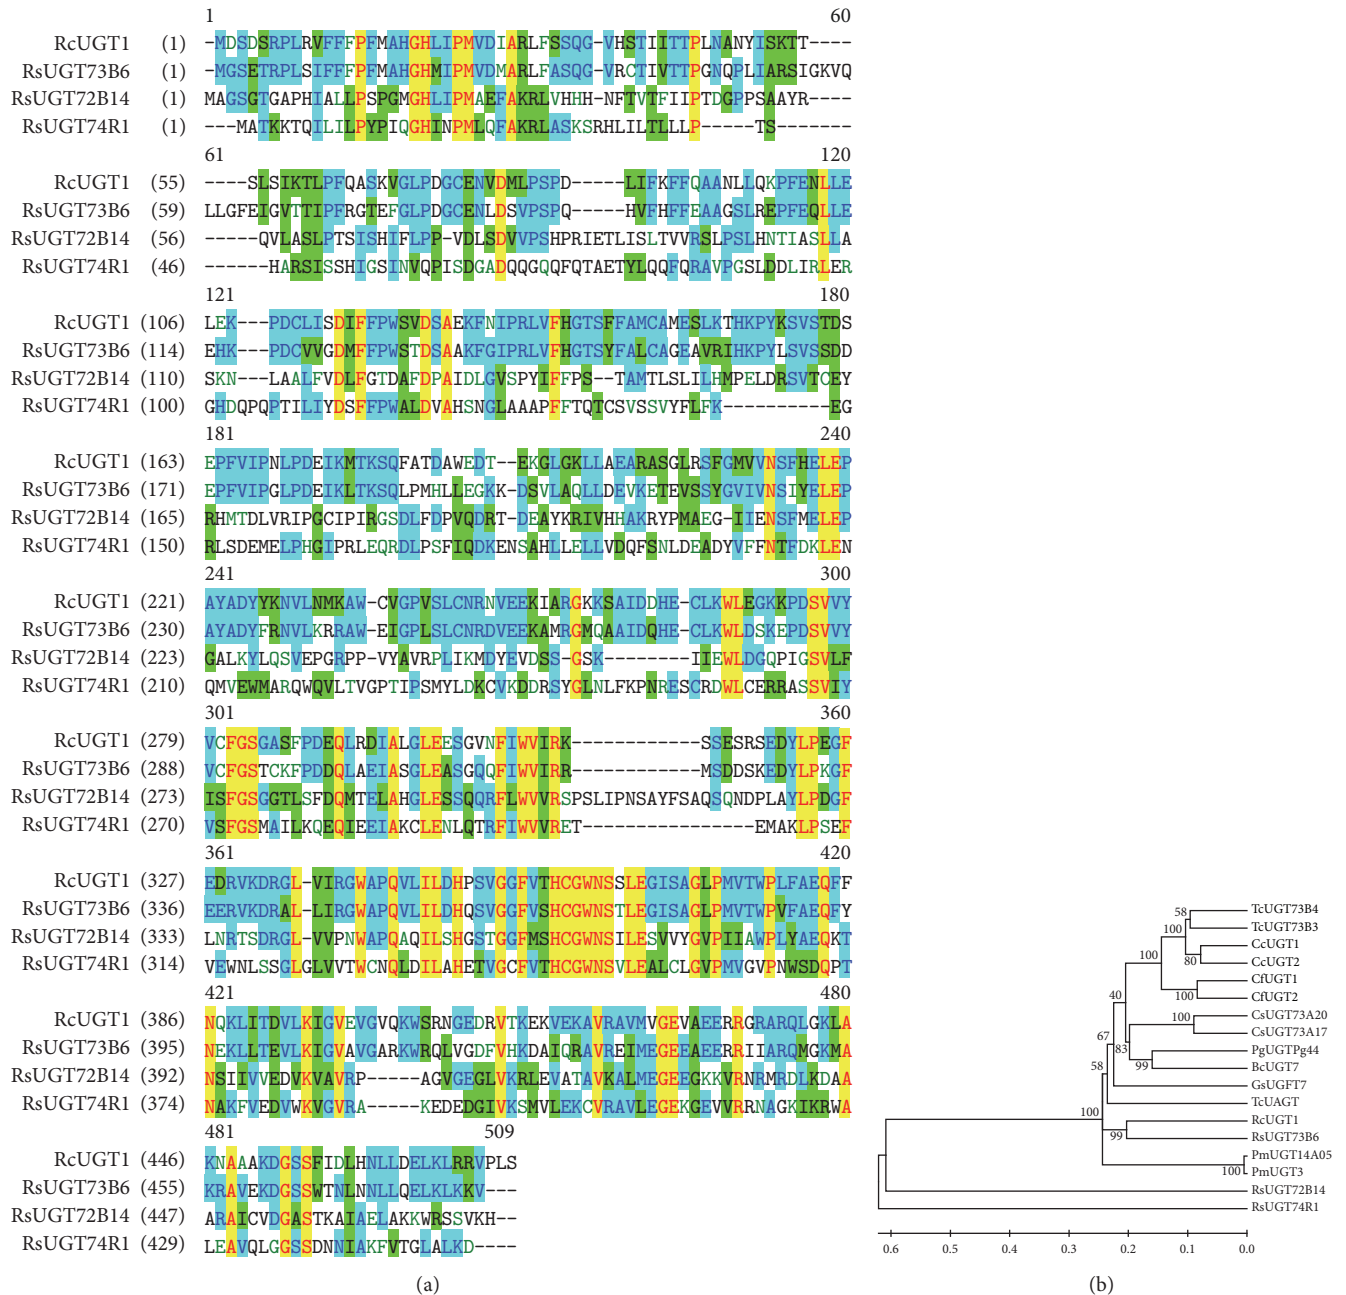 1 60
RcUGT1 (1) -MDSDSRPLRVFFFPFMAHGHLIPMVDIARLFSSQG-VHSTIITTPLNANYISKTT----
RsUGT73B6 (1) -MGSETRPLSIFFFPFMAHGHMIPMVDMARLFASQG-VRCTIVTTPGNQPLIARSIGKVQ
RsUGT72B14 (1) MAGSGTGAPHIALLPSPGMGHLIPMAEFAKRLVHHH-NFTVTFIIPTDGPPSAAYR----
RsUGT74R1 (1) ---MATKKTQILILPYPIQGHINPMLQFAKRLASKSRHLILTLLLP-----TS-------
61 120
RcUGT1 (55) ----SLSIKTLPFQASKVGLPDGCENVDMLPSPD-----LIFKFFQAANLLQKPFENLLE
RsUGT73B6 (59) LLGFEIGVTTIPFRGTEFGLPDGCENLDSVPSPQ-----HVFHFFEAAGSLREPFEQLLE
RsUGT72B14 (56) -----QVLASLPTSISHIFLPP-VDLSDVVPSHPRIETLISLTVVRSLPSLHNTIASLLA
RsUGT74R1 (46) ------HARSISSHIGSINVQPISDGADQQGQQFQTAETYLQQFQRAVPGSLDDLIRLER
121 180
RcUGT1 (106) LEK---PDCLISDIFFPWSVDSAEKFNIPRLVFHGTSFFAMCAMESLKTHKPYKSVSTDS
RsUGT73B6 (114) EHK---PDCVVGDMFFPWSTDSAAKFGIPRLVFHGTSYFALCAGEAVRIHKPYLSVSSDD
RsUGT72B14 (110) SKN---LAALFVDLFGTDAFDPAIDLGVSPYIFFPS--TAMTLSLILHMPELDRSVTCEY
RsUGT74R1 (100) GHDQPQPTILIYDSFFPWALDVAHSNGLAAAPFFTQTCSVSSVYFLFK----------EG
181 240
RcUGT1 (163) EPFVIPNLPDEIKMTKSQFATDAWEDT--EKGLGKLLAEARASGLRSFGMVVNSFHELEP
RsUGT73B6 (171) EPFVIPGLPDEIKLTKSQLPMHLLEGKK-DSVLAQLLDEVKETEVSSYGVIVNSIYELEP
RsUGT72B14 (165) RHMTDLVRIPGCIPIRGSDLFDPVQDRT-DEAYKRIVHHAKRYPMAEG-IIENSFMELEP
RsUGT74R1 (150) RLSDEMELPHGIPRLEQRDLPSFIQDKENSAHLLELLVDQFSNLDEADYVFFNTFDKLEN
241 300
RcUGT1 (221) AYADYYKNVLNMKAW-CVGPVSLCNRNVEEKIARGKKSAIDDHE-CLKWLEGKKPDSVVY
RsUGT73B6 (230) AYADYFRNVLKRRAW-EIGPLSLCNRDVEEKAMRGMQAAIDQHE-CLKWLDSKEPDSVVY
RsUGT72B14 (223) GALKYLQSVEPGRPP-VYAVRPLIKMDYEVDSS-GSK-------IIEWLDGQPIGSVLF
RsUGT74R1 (210) QMVEWMARQWQVLTVGPTIPSMYLDKCVKDDRSYGLNLFKPNRESCRDWLCERRASSVIY
301 360
RcUGT1 (279) VCFGSGASFPDEQLRDIALGLEESGVNFIWVIRK------------SSESRSEDYLPEGF
RsUGT73B6 (288) VCFGSTCKFPDDQLAEIASGLEASGQQFIWVIRR------------MSDDSKEDYLPKGF
RsUGT72B14 (273) ISFGSGGTLSFDQMTELAHGLESSQQRFLWVVRSPSLIPNSAYFSAQSQNDPLAYLPDGF
RsUGT74R1 (270) VSFGSMAILKQEQIEEIAKCLENLQTRFIWVVRET----------------EMAKLPSEF
361 420
RcUGT1 (327) EDRVKDRGL-VIRGWAPQVLILDHPSVGGFVTHCGWNSSLEGISAGLPMVTWPLFAEQFF
RsUGT73B6 (336) EERVKDRAL-LIRGWAPQVLILDHQSVGGFVSHCGWNSTLEGISAGLPMVTWPVFAEQFY
RsUGT72B14 (333) LNRTSDRGL-VVPNWAPQAQILSHGSTGGFMSHCGWNSILESVVYGVPIIAWPLYAEQKT
RsUGT74R1 (314) VEWNLSSGLGLVVTWCNQLDILAHETVGCFVTHCGWNSVLEALCLGVPMVGVPNWSDQPT
421 480
RcUGT1 (386) NQKLITDVLKIGVEVGVQKWSRNGEDRVTKEKVEKAVRAVMVGEVAEERRGRARQLGKLA
RsUGT73B6 (395) NEKLLTEVLKIGVAVGARKWRQLVGDFVHKDAIQRAVREIMEGEEAEERRIIARQMGKMA
RsUGT72B14 (392) NSIIVVEDVKVAVRP-----AGVGEGLVKRLEVATAVKALMEGEEGKKVRNRMRDLKDAA
RsUGT74R1 (374) NAKFVEDVWKVGVRA-----KEDEDGIVKSMVLEKCVRAVLEGEKGEVVRRNAGKIKRWA
481 509
RcUGT1 (446) KNAAAKDGSSFIDLHNLLDELKLRRVPLS
RsUGT73B6 (455) KRAVEKDGSSWTNLNNLLQELKLKKV---
RsUGT72B14 (447) ARAICVDGASTKAIAELAKKWRSSVKH--
RsUGT74R1 (429) LEAVQLGGSSDNNIAKFVTGLALKD----
(a)
TcUGT73B4
TcUGT73B3
CcUGT1
CcUGT2
CfUGT1
CfUGT2
CsUGT73A20
CsUGT73A17
PgUGTPg44
BcUGT7
GsUGFT7
TcUAGT
RcUGT1
RsUGT73B6
PmUGT14A05
PmUGT3
RsUGT72B14
RsUGT74R1
58
100
80
100
100
40
100
67
83
99
58
100
99
100
0.6 0.5 0.4 0.3 0.2 0.1 0.0
(b)